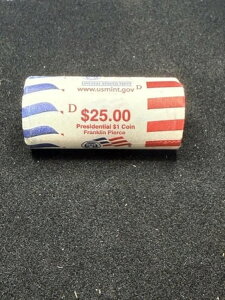 www.usmint.gov D
D $25.00
Presidential $1 Coin
Franklin Pierce